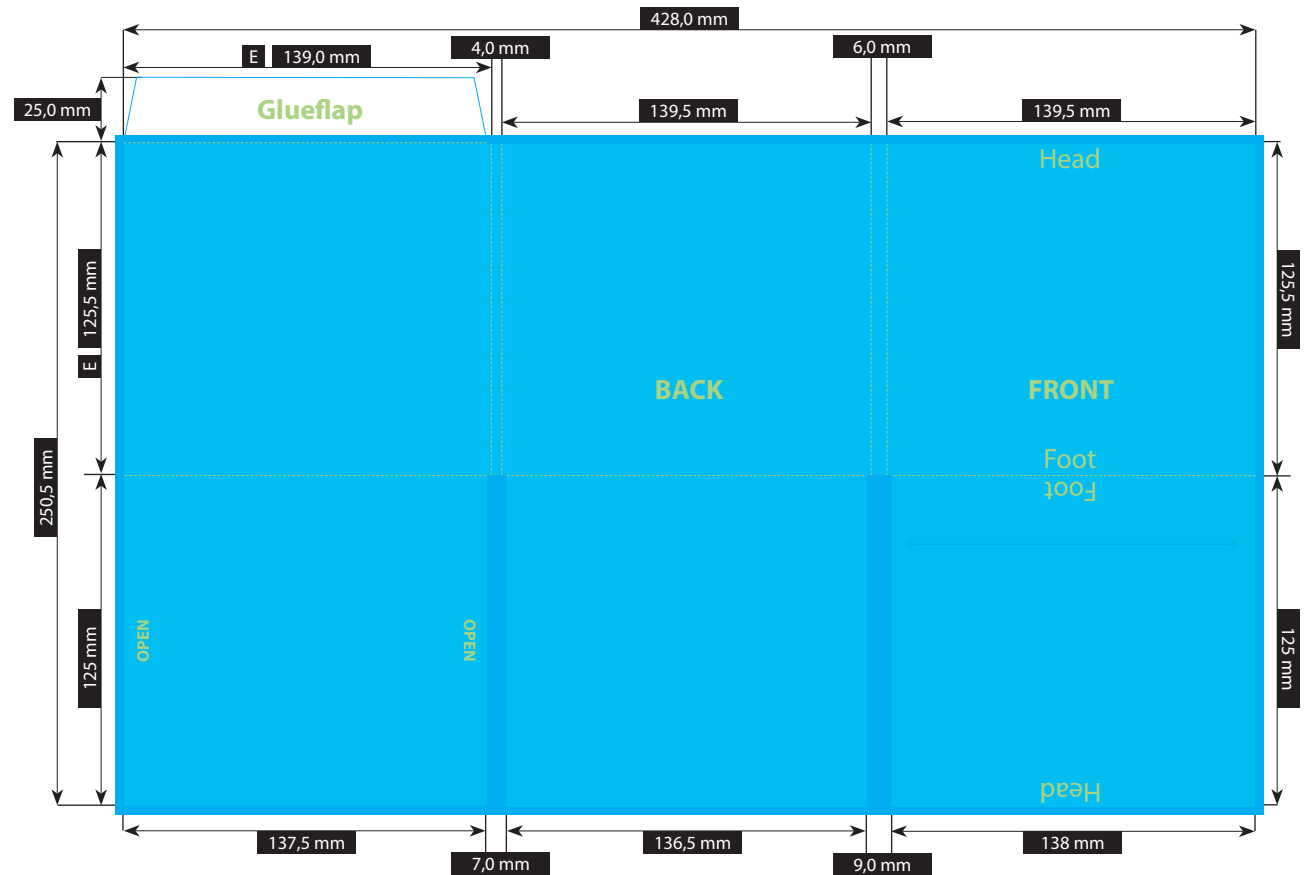 428,0 mm
4,0 mm
6,0 mm
E 139,0 mm
25,0 mm
Glueflap
139,5 mm
139,5 mm
Head
E 125,5 mm
125,5 mm
BACK
FRONT
Foot
Foot
250,5 mm
125 mm
OPEN
OPEN
125 mm
Head
137,5 mm
136,5 mm
138 mm
7,0 mm
9,0 mm